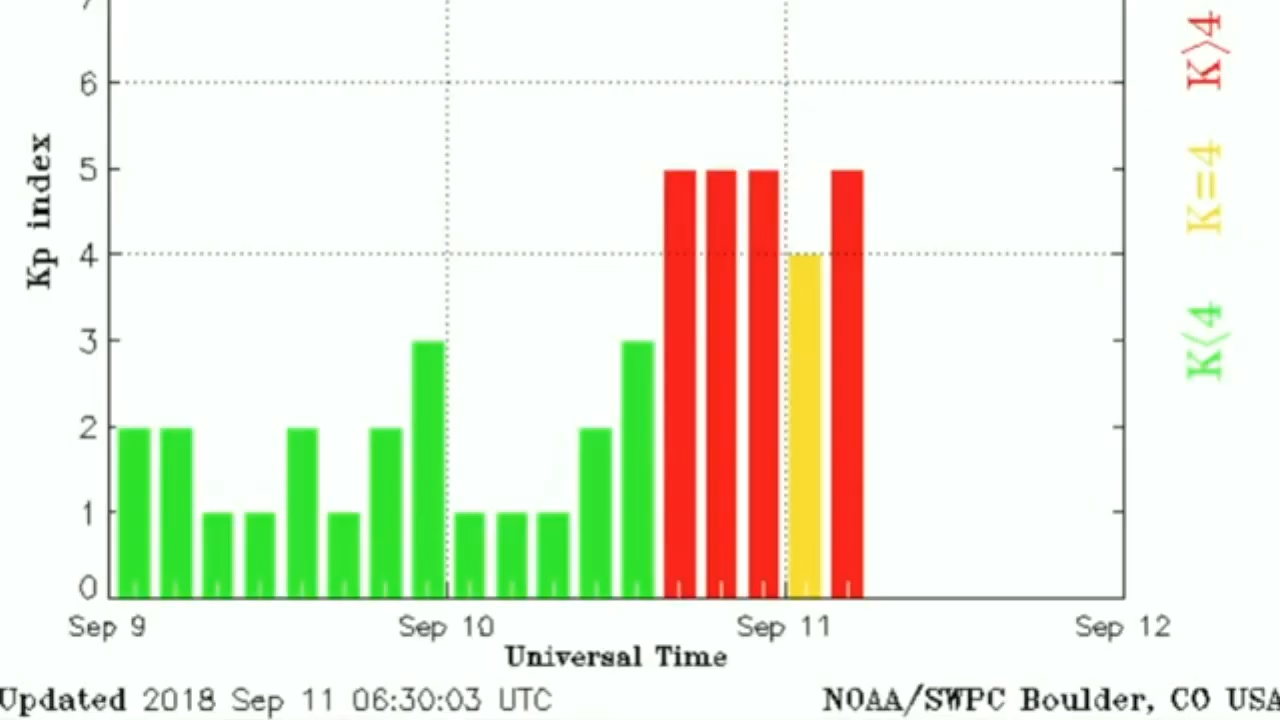 7
6
5
4
3
2
1
0
Kp index
Sep 9 Sep 10 Sep 11 Sep 12
Universal Time
Updated 2018 Sep 11 06:30:03 UTC
NOAA/SWPC Boulder, CO USA
K<4 K=4 K>4